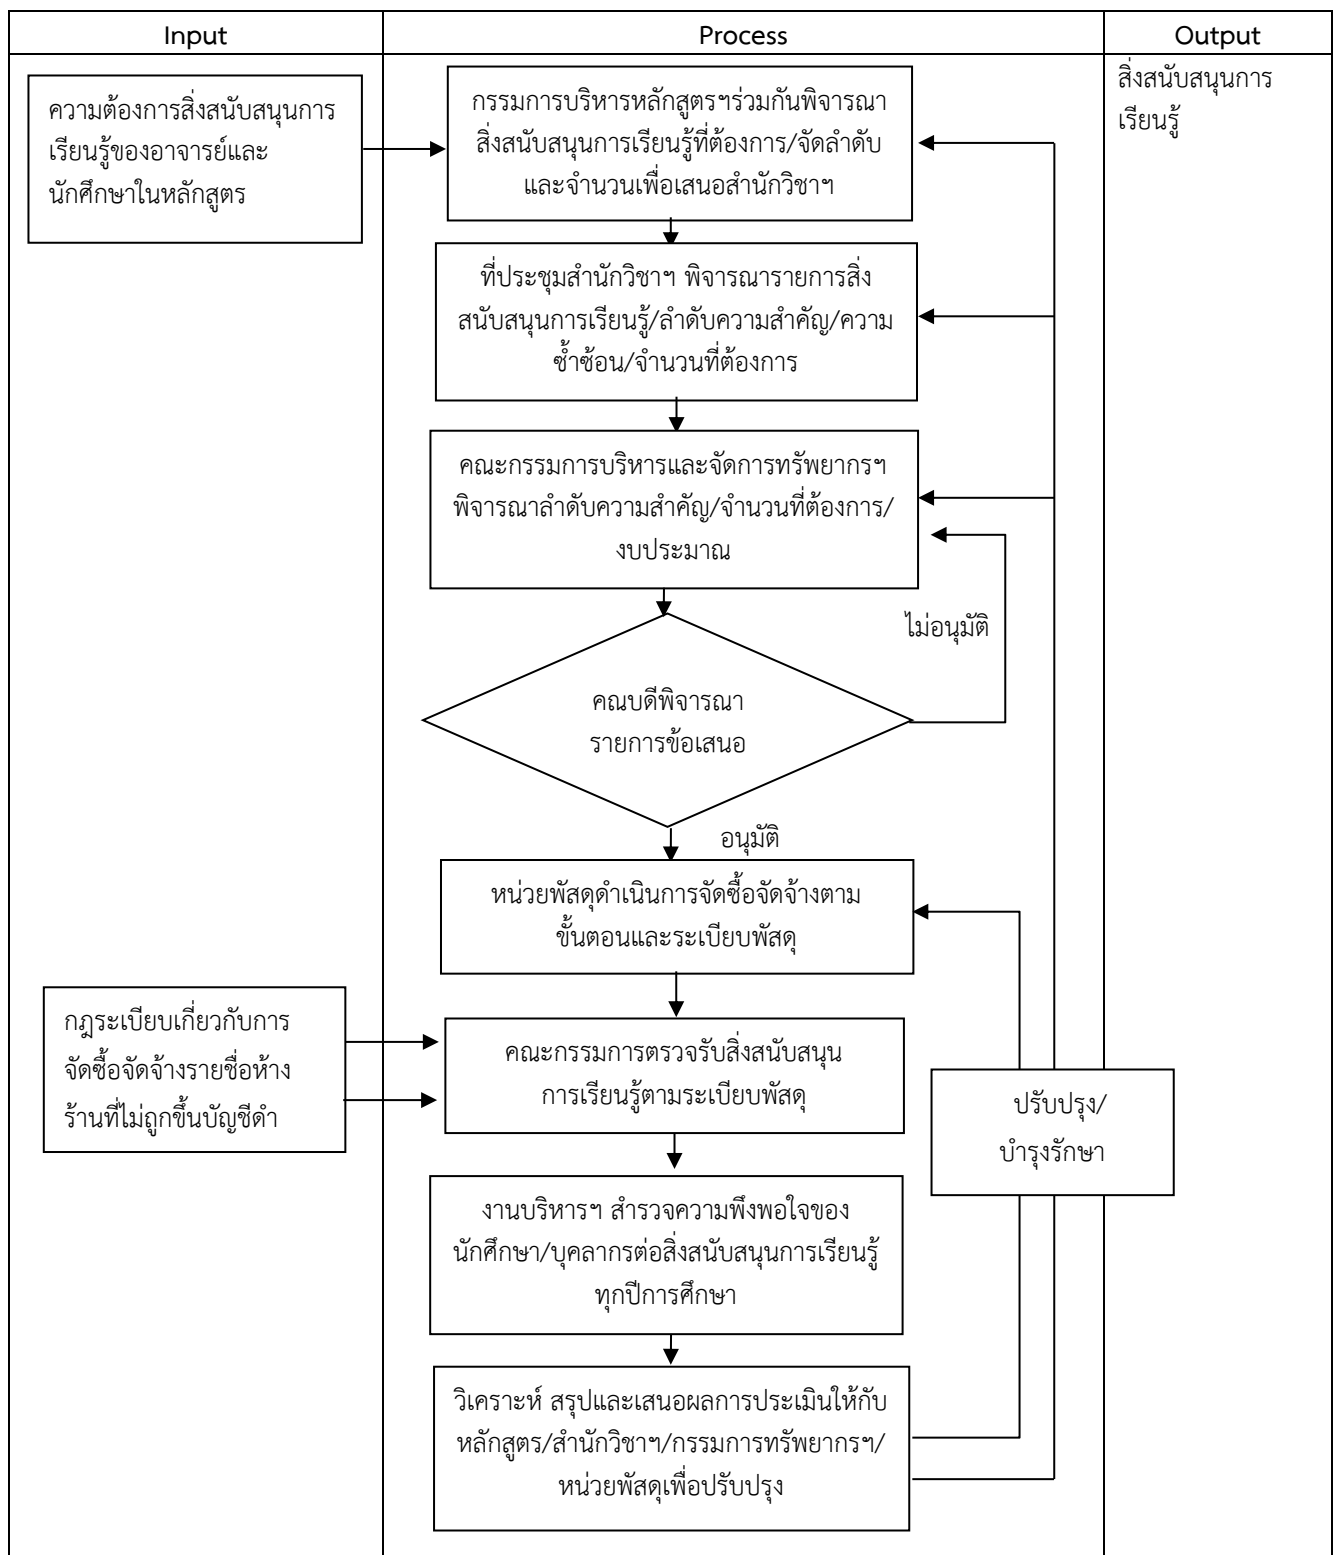 Input
Process
Output
ความต้องการสิ่งสนับสนุนการ
เรียนรู้ของอาจารย์และ
นักศึกษาในหลักสูตร
กรรมการบริหารหลักสูตรฯร่วมกันพิจารณา
สิ่งสนับสนุนการเรียนรู้ที่ต้องการ/จัดลำดับ
และจำนวนเพื่อเสนอสำนักวิชาฯ
สิ่งสนับสนุนการ
เรียนรู้
ที่ประชุมสำนักวิชาฯ พิจารณารายการสิ่ง
สนับสนุนการเรียนรู้/ลำดับความสำคัญ/ความ
ซ้ำซ้อน/จำนวนที่ต้องการ
คณะกรรมการบริหารและจัดการทรัพยากรฯ
พิจารณาลำดับความสำคัญ/จำนวนที่ต้องการ/
งบประมาณ
ไม่อนุมัติ
คณบดีพิจารณา
รายการข้อเสนอ
อนุมัติ
หน่วยพัสดุดำเนินการจัดซื้อจัดจ้างตาม
ขั้นตอนและระเบียบพัสดุ
กฎระเบียบเกี่ยวกับการ
จัดซื้อจัดจ้างรายชื่อห้าง
ร้านที่ไม่ถูกขึ้นบัญชีดำ
คณะกรรมการตรวจรับสิ่งสนับสนุน
การเรียนรู้ตามระเบียบพัสดุ
ปรับปรุง/
บำรุงรักษา
งานบริหารฯ สำรวจความพึงพอใจของ
นักศึกษา/บุคลากรต่อสิ่งสนับสนุนการเรียนรู้
ทุกปีการศึกษา
วิเคราะห์ สรุปและเสนอผลการประเมินให้กับ
หลักสูตร/สำนักวิชาฯ/กรรมการทรัพยากรฯ/
หน่วยพัสดุเพื่อปรับปรุง